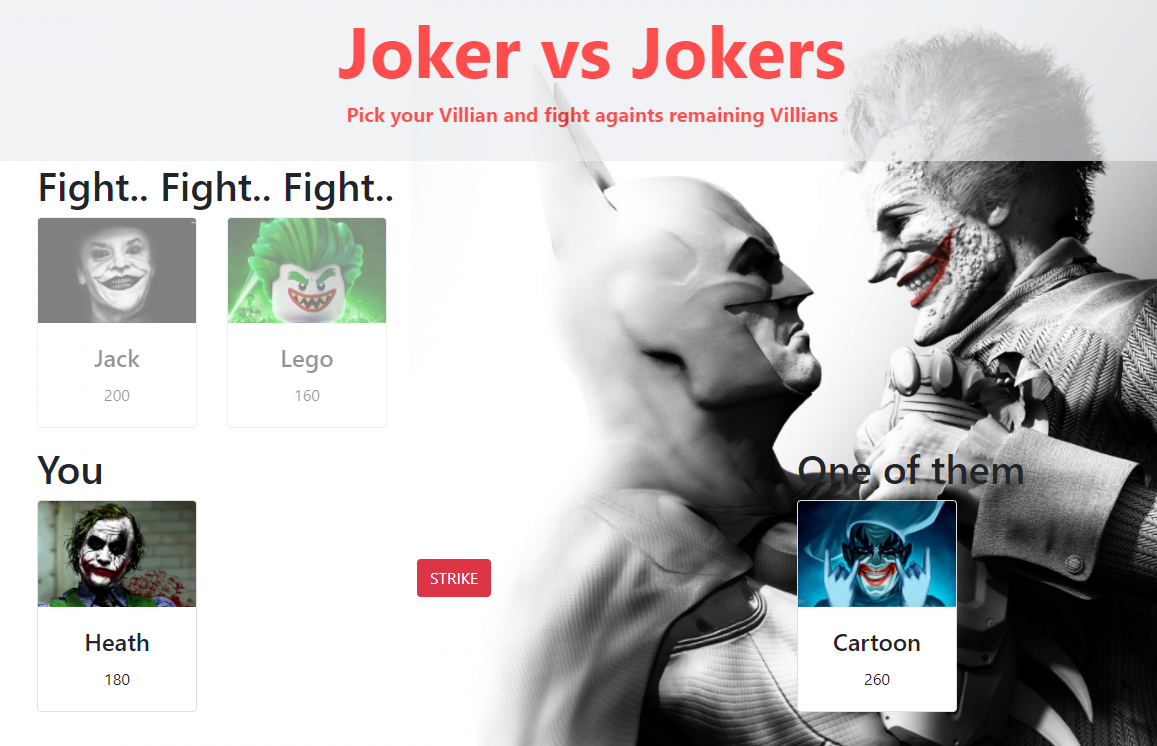 Joker vs Jokers
Pick your Villian and fight againts remaining Villians
Fight.. Fight.. Fight..
Jack
200
Lego
160
You
One of them
Heath
180
STRIKE
Cartoon
260